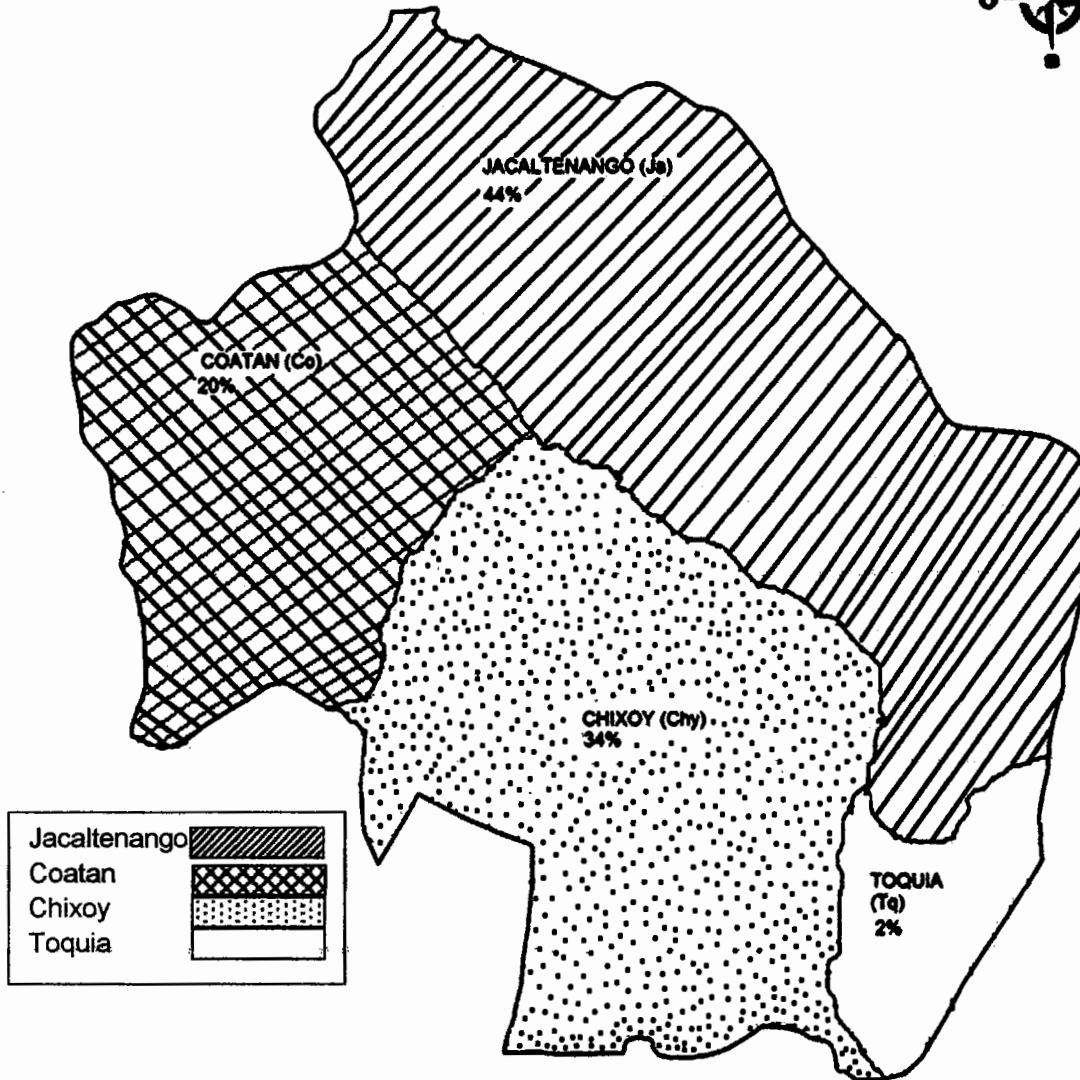 JACALTENANGO (Ja)
44%
COATAN (Co)
20%
CHIXOY (Chy)
34%
TOQUIA
(Tq)
2%
Jacaltenango
Coatan
Chixoy
Toquia